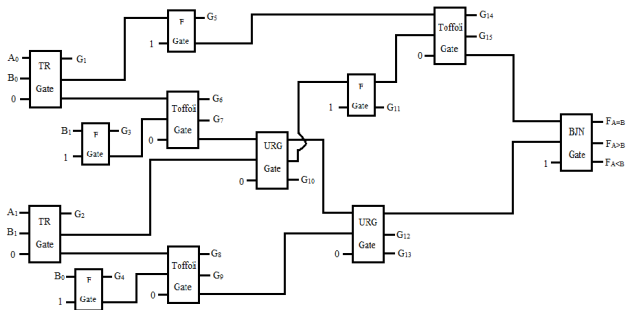 F
Gate
G5
1
Toffoli
Gate
G14
G15
0
A0
B0
0
TR
Gate
G1
F
Gate
1
G11
Toffoli
Gate
G6
G7
0
B1
1
F
Gate
G3
URG
Gate
0
G10
BJN
Gate
1
FA=B
FA>B
FA<B
A1
B1
0
TR
Gate
G2
URG
Gate
0
G12
G13
Toffoli
Gate
G8
G9
0
B0
1
F
Gate
G4